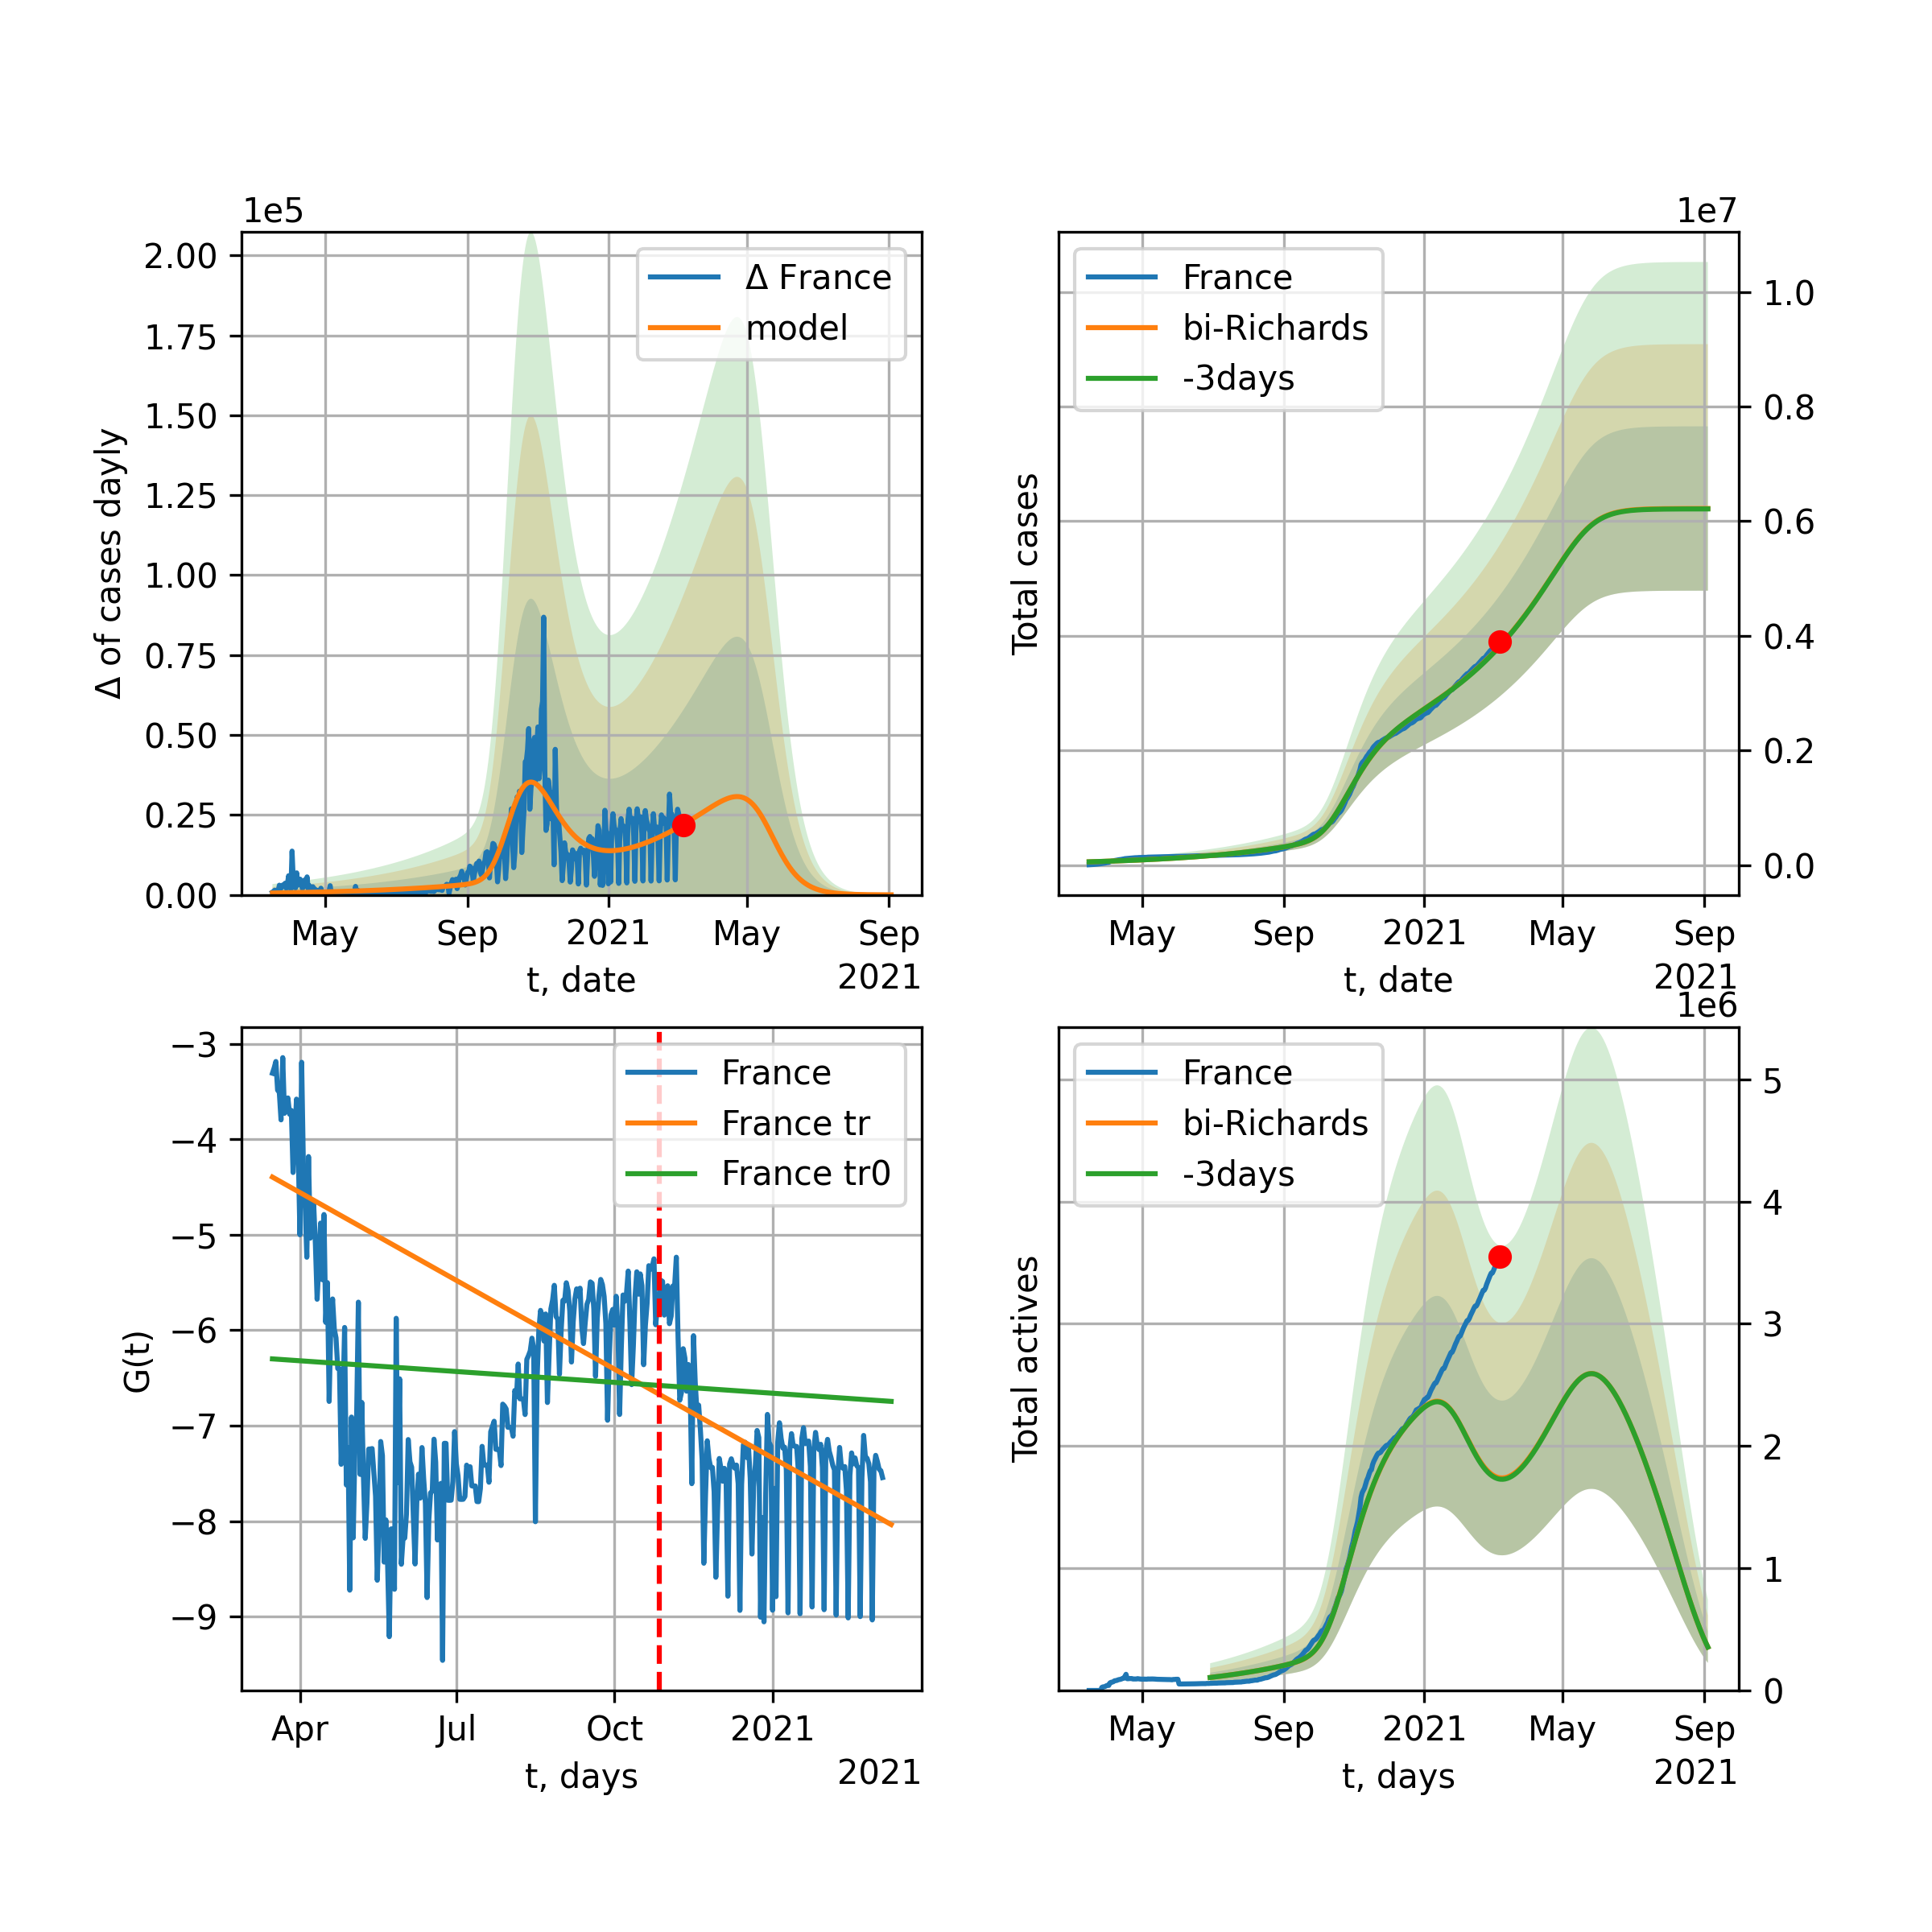 1e5
2.00
1.75
1.50
1.25
1.00
0.75
0.50
0.25
0.00
Δ of cases dayly
Δ France
model
May Sep 2021 May Sep
t, date
2021
1e7
1.0
0.8
0.6
0.4
0.2
0.0
Total cases
France
bi-Richards
-3days
May Sep 2021 May Sep
t, date
2021
−3
−4
−5
−6
−7
−8
−9
G(t)
France
France tr
France tr0
Apr Jul Oct 2021
t, days
2021
1e6
5
4
3
2
1
0
Total actives
France
bi-Richards
-3days
May Sep 2021 May Sep
t, days
2021